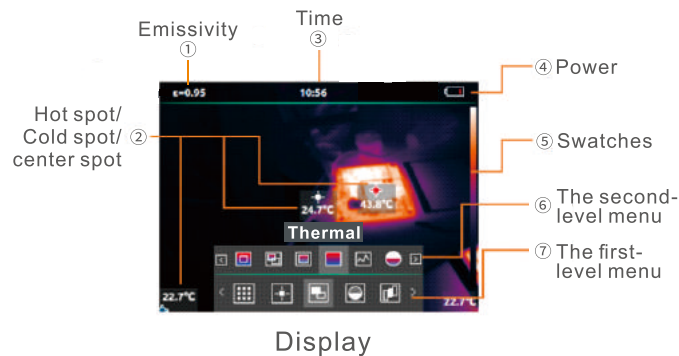 Emissivity
①
Time
③
④ Power
ε=0.95
10:56
Hot spot/
Cold spot/ ②
center spot
⑤ Swatches
24.7°C
43.8°C
⑥ The second-
level menu
Thermal
⑦ The first-
level menu
22.7°C
22.7°C
Display